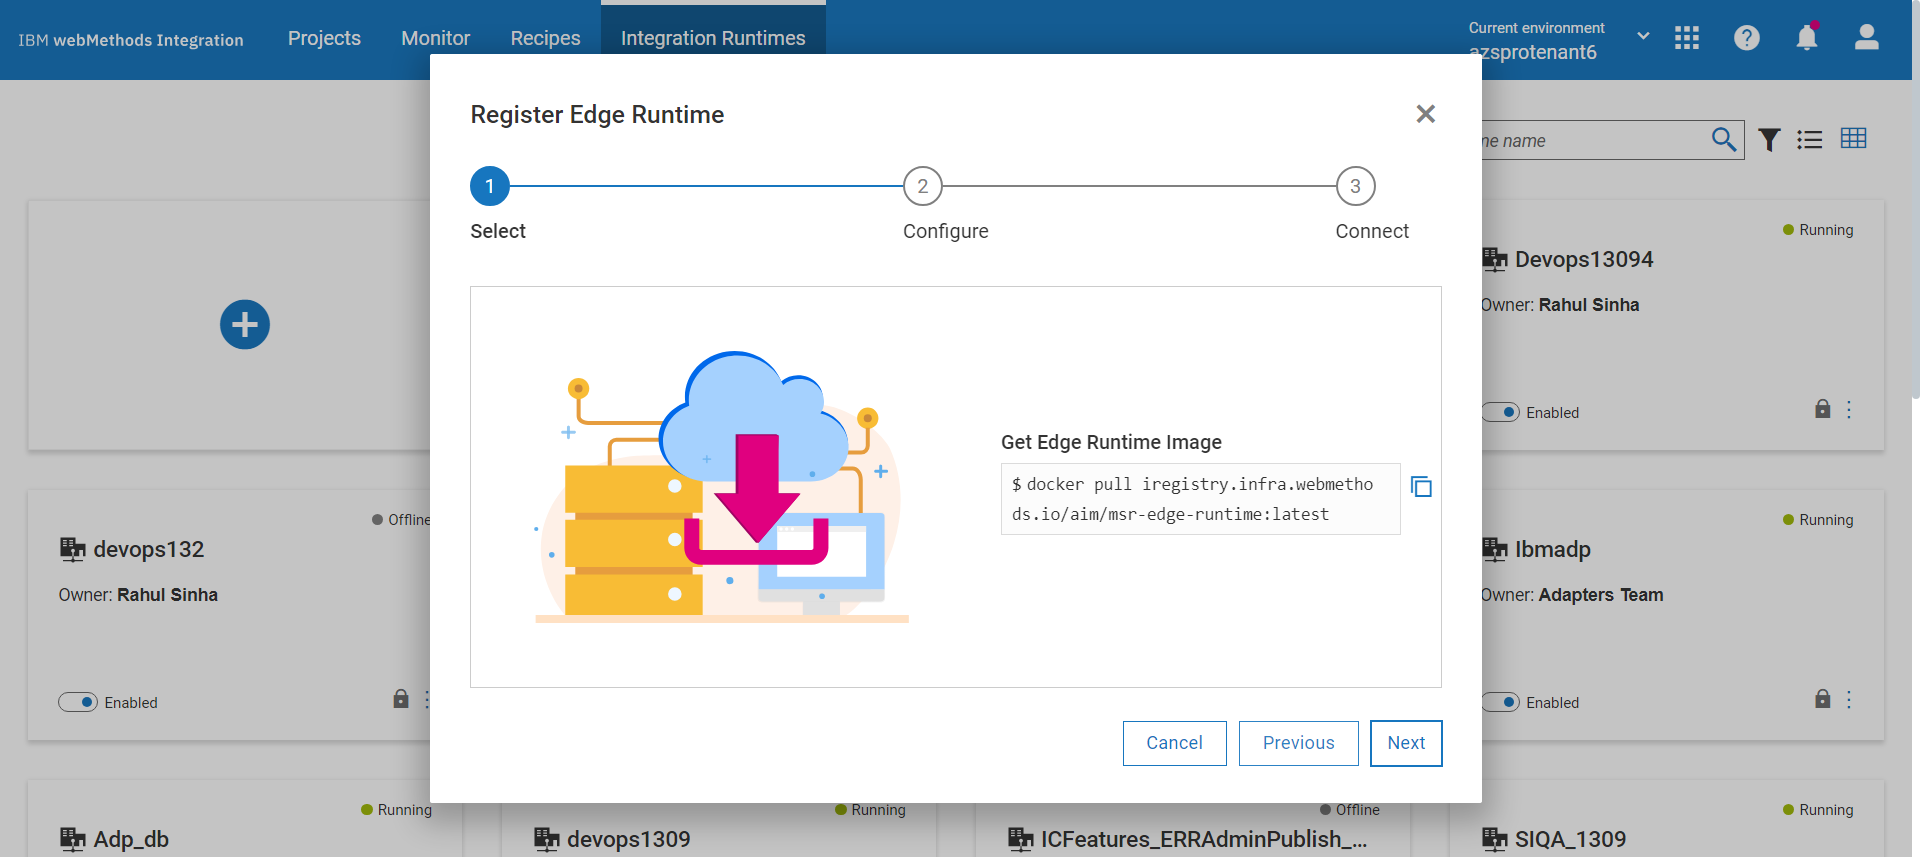 IBM webMethods Integration
Projects
Monitor
Recipes
Integration Runtimes
Current environment
azsprotenant6
Register Edge Runtime
1
2
3
Select
Configure
Connect
Get Edge Runtime Image
$ docker pull iregistry.infra.webmetho
ds.io/aim/msr-edge-runtime:latest
Cancel
Previous
Next
name
Running
Devops13094
Owner: Rahul Sinha
Enabled
Offline
devops132
Owner: Rahul Sinha
Enabled
Running
Ibmadp
Owner: Adapters Team
Enabled
Running
Adp_db
Running
devops1309
Offline
ICFeatures_ERRAdminPublish_...
Running
SIQA_1309